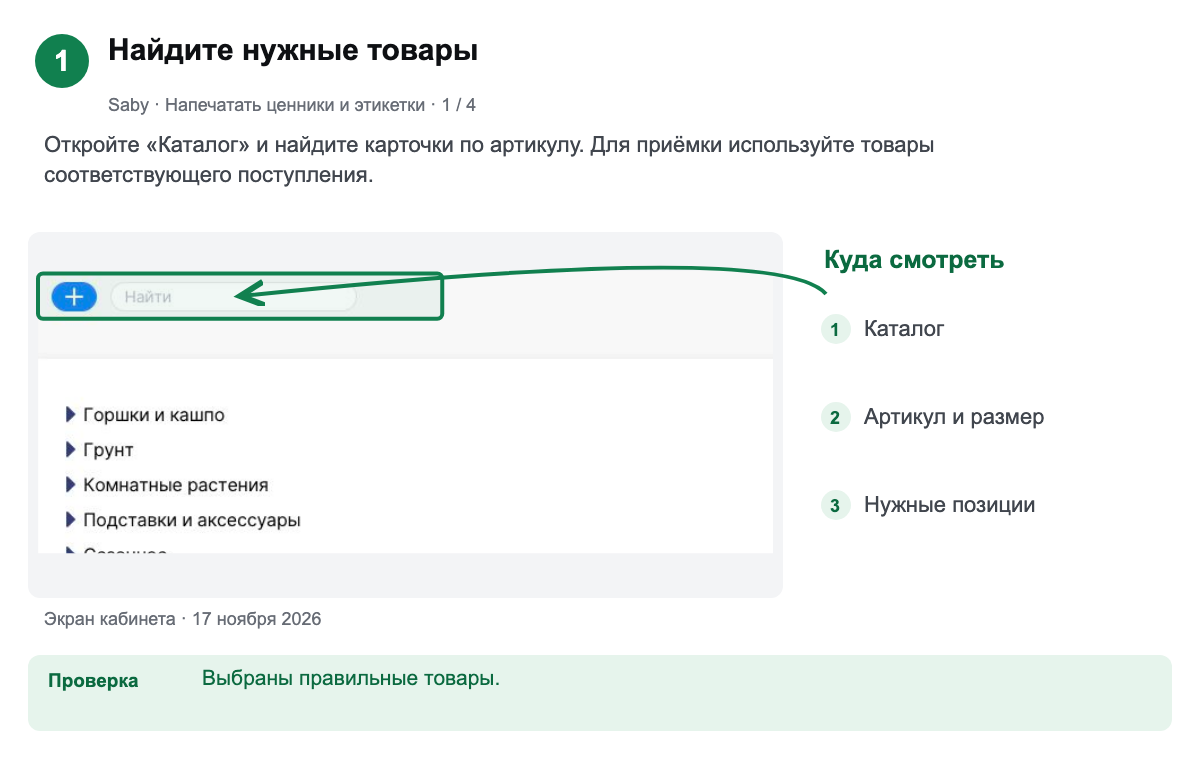 1
Найдите нужные товары
Saby · Напечатать ценники и этикетки · 1 / 4
Откройте «Каталог» и найдите карточки по артикулу. Для приёмки используйте товары
соответствующего поступления.
Найти
Горшки и кашпо
Грунт
Комнатные растения
Подставки и аксессуары
Куда смотреть
1 Каталог
2 Артикул и размер
3 Нужные позиции
Экран кабинета · 17 ноября 2026
Проверка Выбраны правильные товары.